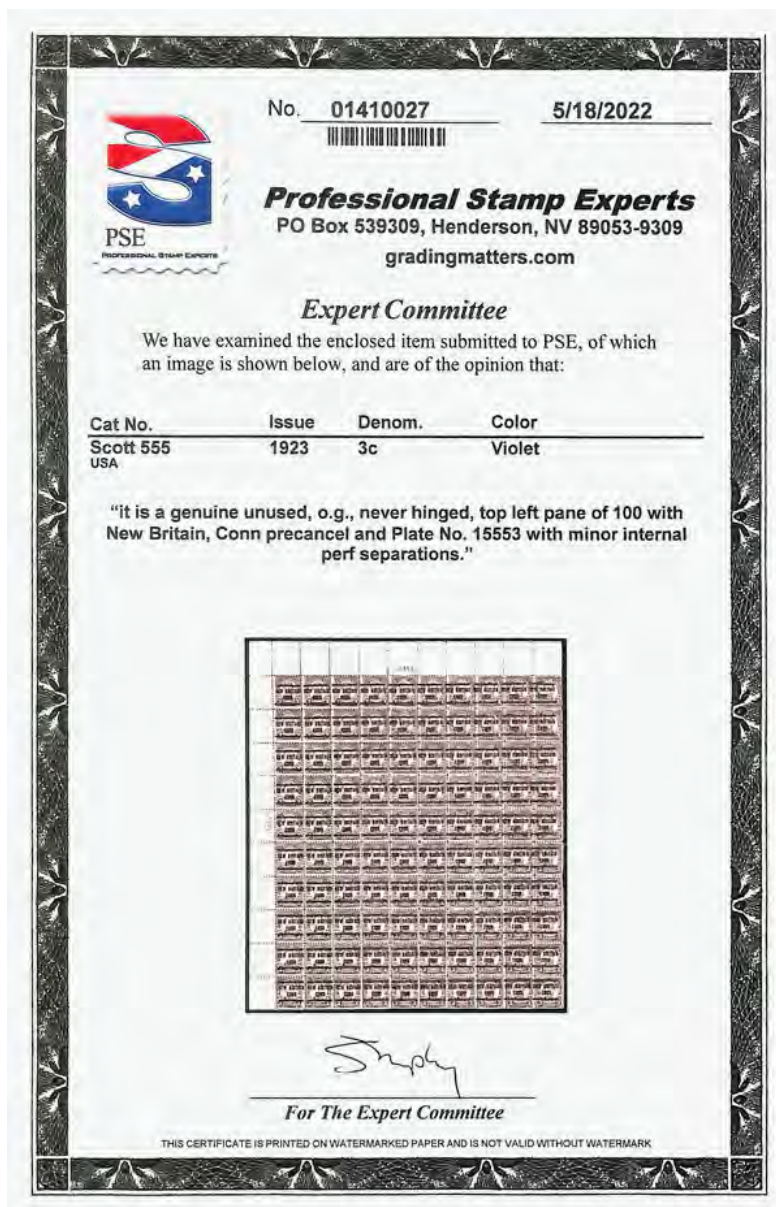 No. 01410027 5/18/2022
PSE
PROFESSIONAL STAMP EXPERTS
Professional Stamp Experts
PO Box 539309, Henderson, NV 89053-9309
gradingmatters.com
Expert Committee
We have examined the enclosed item submitted to PSE, of which
an image is shown below, and are of the opinion that:
Cat No. Issue Denom. Color
Scott 555 1923 3c Violet
USA
“it is a genuine unused, o.g., never hinged, top left pane of 100 with
New Britain, Conn precancel and Plate No. 15553 with minor internal
perf separations.”
For The Expert Committee
THIS CERTIFICATE IS PRINTED ON WATERMARKED PAPER AND IS NOT VALID WITHOUT WATERMARK